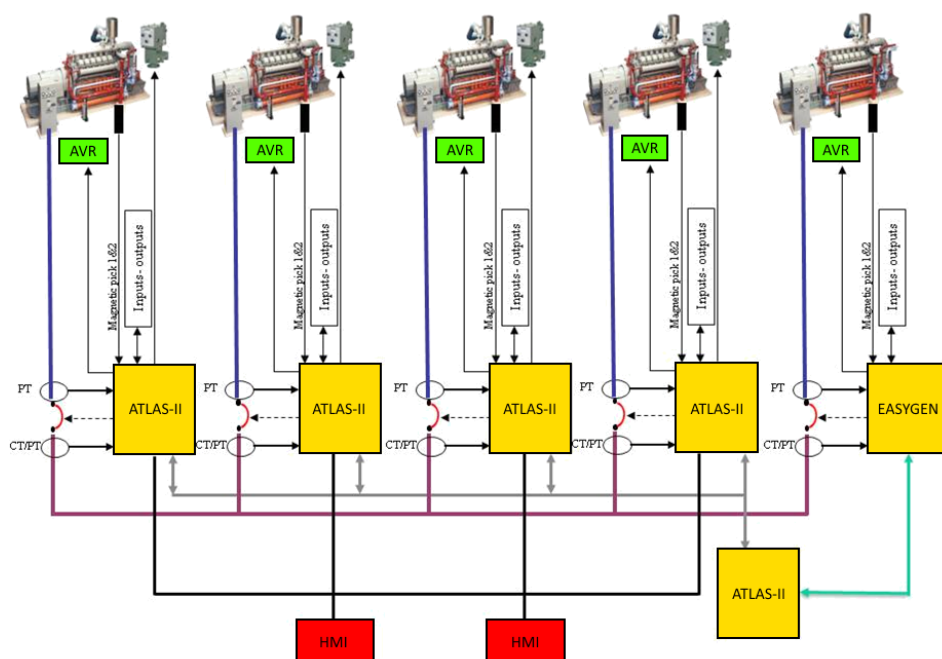 AVR
AVR
AVR
AVR
AVR
Magnetic pick 1&2
Inputs- outputs
Magnetic pick 1&2
Inputs- outputs
Magnetic pick 1&2
Inputs- outputs
Magnetic pick 1&2
Inputs- outputs
Magnetic pick 1&2
Inputs- outputs
PT
ATLAS-II
PT
ATLAS-II
PT
ATLAS-II
PT
ATLAS-II
PT
EASYGEN
CT/PT
CT/PT
CT/PT
CT/PT
CT/PT
ATLAS-II
HMI
HMI